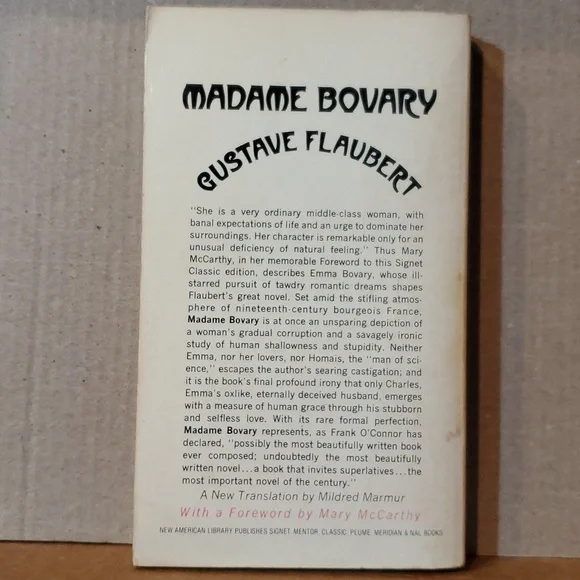 MADAME BOVARY
GUSTAVE FLAUBERT
"She is a very ordinary middle-class woman, with
banal expectations of life and an urge to dominate her
surroundings. Her character is remarkable only for an
unusual deficiency of natural feeling." Thus Mary
McCarthy, in her memorable Foreword to this Signet
Classic edition, describes Emma Bovary, whose ill-
starred pursuit of tawdry romantic dreams shapes
Flaubert's great novel. Set amid the stifling atmos-
phere of nineteenth-century bourgeois France,
Madame Bovary is at once an unsparing depiction of
a woman's gradual corruption and a savagely ironic
study of human shallowness and stupidity. Neither
Emma, nor her lovers, nor Homais, the "man of sci-
ence," escapes the author's searing castigation; and
it is the book's final profound irony that only Charles,
Emma's oxlike, eternally deceived husband, emerges
with a measure of human grace through his stubborn
and selfless love. With its rare formal perfection,
Madame Bovary represents, as Frank O'Connor has
declared, "possibly the most beautifully written book
ever composed; undoubtedly the most beautifully
written novel...a book that invites superlatives...the
most important novel of the century."
A New Translation by Mildred Marmur
With a Foreword by Mary McCarthy
NEW AMERICAN LIBRARY PUBLISHES SIGNET, MENTOR, CLASSIC, PLUME, MERIDIAN & NAL BOOKS